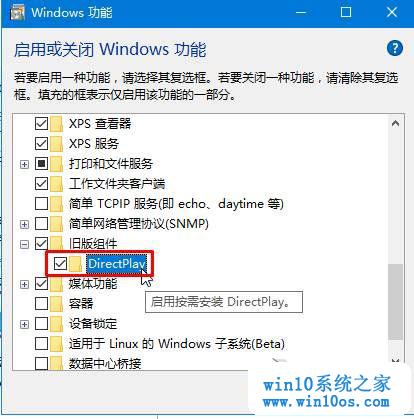 Windows 功能
启用或关闭 Windows 功能
若要启用一种功能，请选择其复选框。若要关闭一种功能，请清除其复选
框。填充的框表示仅启用该功能的一部分。
XPS 查看器
XPS 服务
打印和文件服务
工作文件夹客户端
简单 TCPIP 服务(即 echo、daytime 等)
简单网络管理协议(SNMP)
旧版组件
DirectPlay
媒体功能
启用按需安装 DirectPlay。
容器
设备锁定
适用于 Linux 的 Windows 子系统(Beta)
数据中心桥接
win10系统之家
www.win10os.com